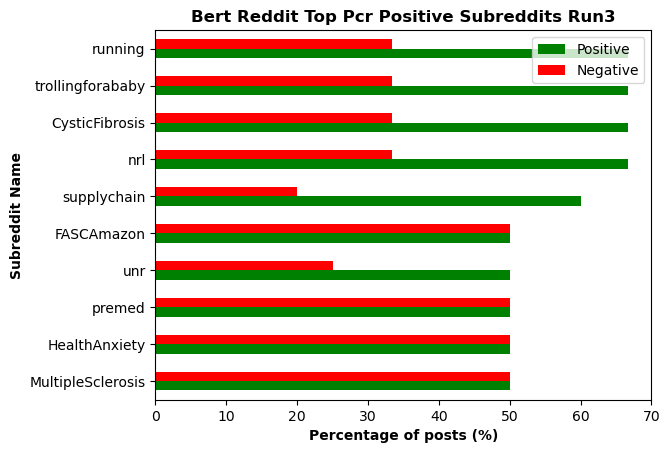 Bert Reddit Top Pcr Positive Subreddits Run3
Positive
Negative
running
trollingforababy
CysticFibrosis
nrl
supplychain
FASCAmazon
unr
premed
HealthAnxiety
MultipleSclerosis
Subreddit Name
0 10 20 30 40 50 60 70
Percentage of posts (%)